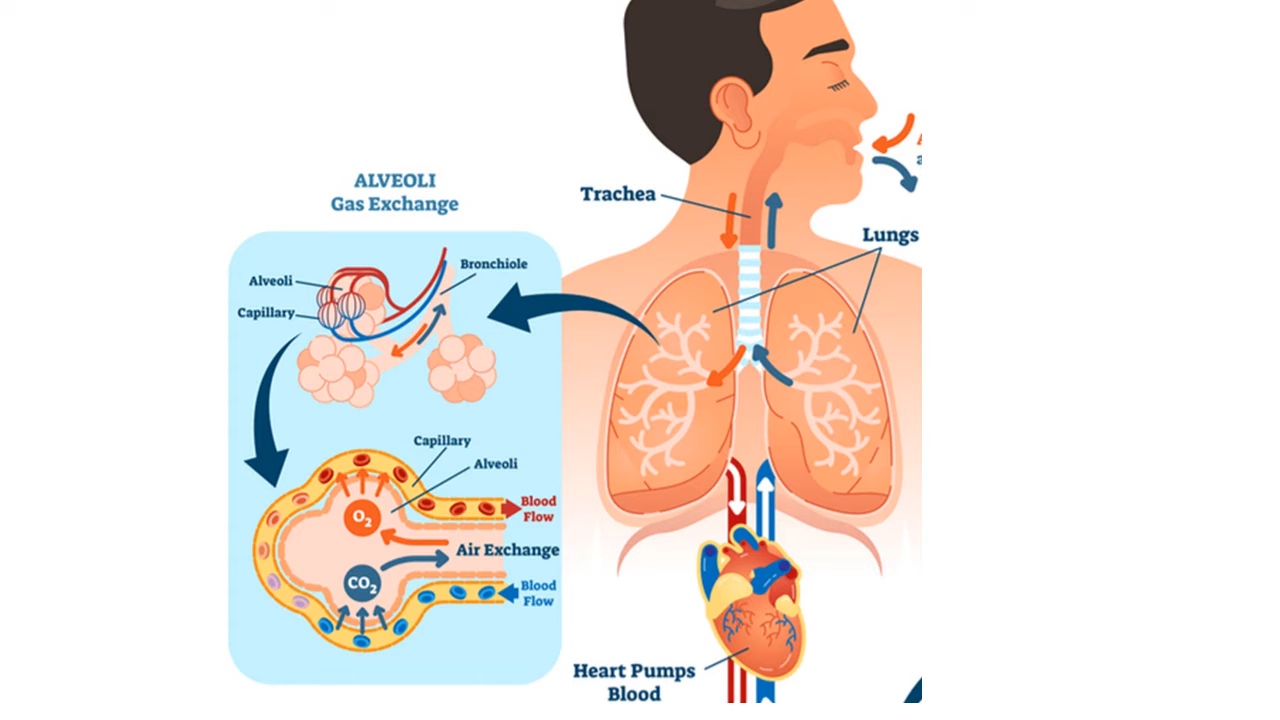 ALVEOLI
Gas Exchange
Trachea
Lungs
Alveoli
Bronchiole
Capillary
Capillary
Alveoli
O₂
Blood
Flow
Air Exchange
CO₂
Blood
Flow
Heart Pumps
Blood